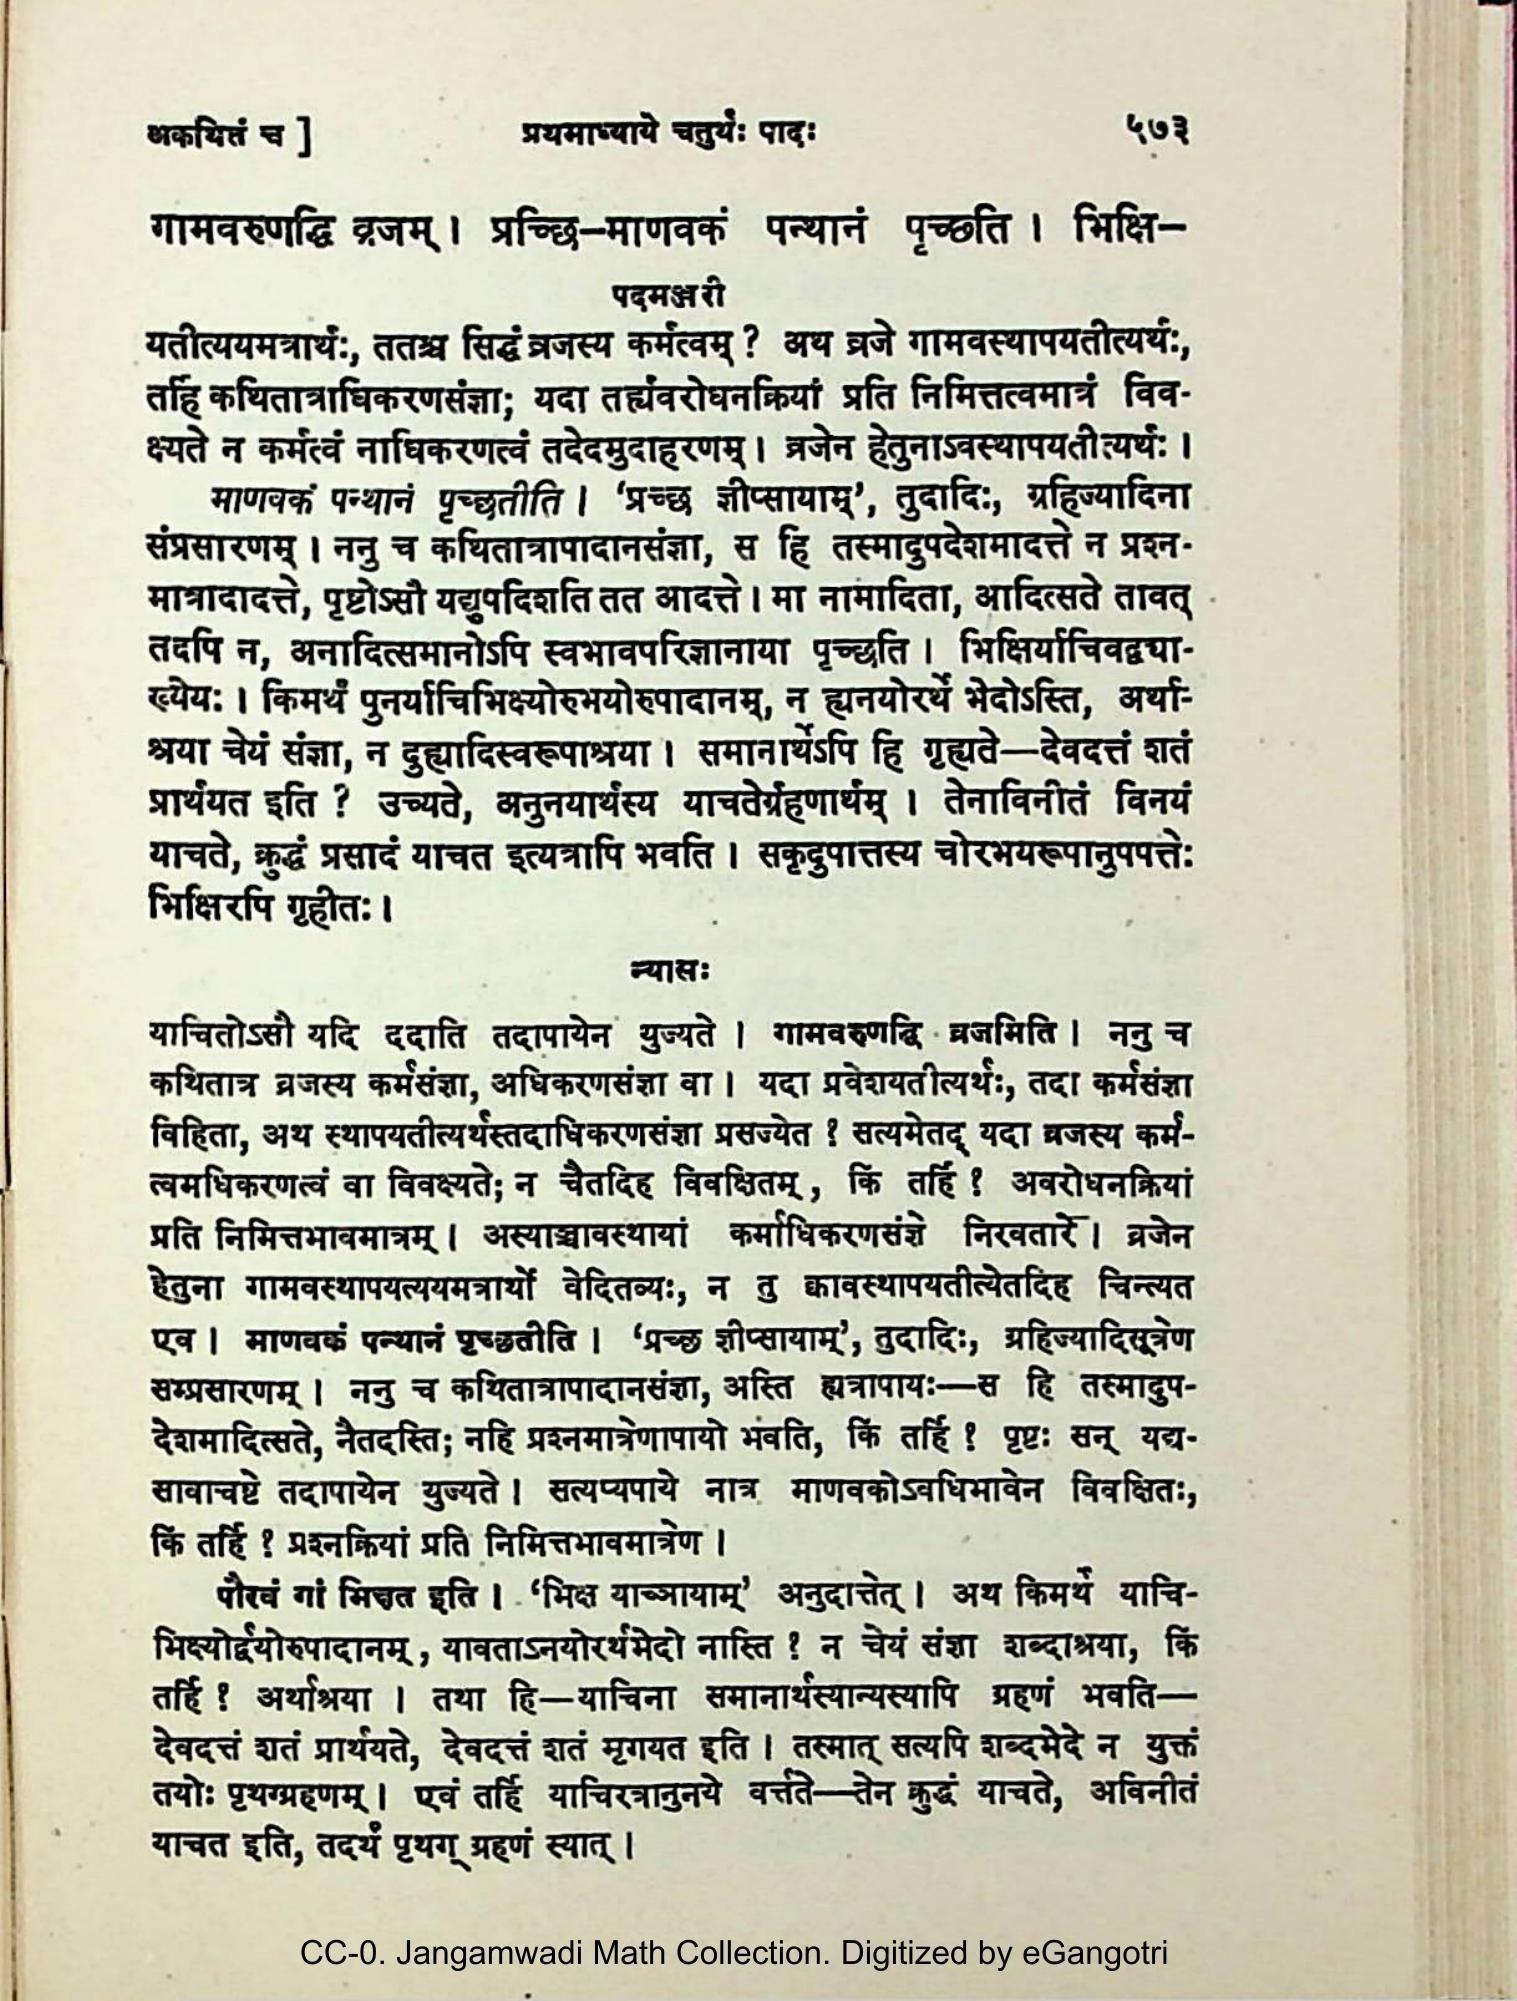 अकथितं च ]
प्रथमाध्याये चतुर्थः पादः
५७३
गामवरुणद्धि व्रजम् । प्रच्छि–माणवकं पन्थानं पृच्छति । भिक्षि–
पदमञ्जरी
यतीत्ययमत्रार्थः, ततश्च सिद्धं व्रजस्य कर्मत्वम् ? अथ व्रजे गामवस्थापयतीत्यर्थः,
तर्हि कथितात्राधिकरणसंज्ञा; यदा तर्ह्यवरोधनक्रियां प्रति निमित्तत्वमात्रं विव-
क्ष्यते न कर्मत्वं नाधिकरणत्वं तदेदमुदाहरणम् । व्रजेन हेतुनाऽवस्थापयतीत्यर्थः ।
माणवकं पन्थानं पृच्छतीति । ‘प्रच्छ ज्ञीप्सायाम्’, तुदादिः, ग्रहिज्यादिना
संप्रसारणम् । ननु च कथितात्रापादानसंज्ञा, स हि तस्मादुपदेशमादत्ते न प्रश्न-
मात्रादादत्ते, पृष्टोऽसौ यद्युपदिशति तत आदत्ते । मा नामादिता, आदित्सते तावत्
तदपि न, अनादित्समानोऽपि स्वभावपरिज्ञानाया पृच्छति । भिक्षिर्याचिवद्व्या-
ख्येयः । किमर्थं पुनर्याचिभिक्ष्योरुभयोरुपादानम्, न ह्यनयोरर्थे भेदोऽस्ति, अर्था-
श्रया चेयं संज्ञा, न दुह्यादिस्वरूपाश्रया । समानार्थेऽपि हि गृह्यते—देवदत्तं शतं
प्रार्थयत इति ? उच्यते, अनुनयार्थस्य याचतेर्ग्रहणार्थम् । तेनाविनीतं विनयं
याचते, क्रुद्धं प्रसादं याचत इत्यत्रापि भवति । सकृदुपात्तस्य चोरभयरूपानुपपत्तेः
भिक्षिरपि गृहीतः ।
न्यासः
याचितोऽसौ यदि ददाति तदापायेन युज्यते । गामवरुणद्धि व्रजमिति । ननु च
कथितात्र व्रजस्य कर्मसंज्ञा, अधिकरणसंज्ञा वा । यदा प्रवेशयतीत्यर्थः, तदा कर्मसंज्ञा
विहिता, अथ स्थापयतीत्यर्थस्तदाधिकरणसंज्ञा प्रसज्येत ? सत्यमेतद् यदा व्रजस्य कर्म-
त्वमधिकरणत्वं वा विवक्ष्यते; न चैतदिह विवक्षितम् , किं तर्हि ? अवरोधनक्रियां
प्रति निमित्तभावमात्रम् । अस्याञ्चावस्थायां कर्माधिकरणसंज्ञे निरवतारे । व्रजेन
हेतुना गामवस्थापयत्ययमत्रार्थो वेदितव्यः, न तु क्वावस्थापयतीत्येतदिह चिन्त्यत
एव । माणवकं पन्थानं पृच्छतीति । ‘प्रच्छ ज्ञीप्सायाम्’, तुदादिः, ग्रहिज्यादिसूत्रेण
सम्प्रसारणम् । ननु च कथितात्रापादानसंज्ञा, अस्ति ह्यत्रापायः—स हि तस्मादुप-
देशमादित्सते, नैतदस्ति; नहि प्रश्नमात्रेणापायो भवति, किं तर्हि ? पृष्टः सन् यद्य-
सावाचष्टे तदापायेन युज्यते । सत्यप्यपाये नात्र माणवकोऽवधिभावेन विवक्षितः,
किं तर्हि ? प्रश्नक्रियां प्रति निमित्तभावमात्रेण ।
पौरवं गां भिक्षत इति । ‘भिक्ष याच्ञायाम्’ अनुदात्तेत् । अथ किमर्थं याचि-
भिक्ष्योर्द्वयोरुपादानम् , यावताऽनयोरर्थभेदो नास्ति ? न चेयं संज्ञा शब्दाश्रया, किं
तर्हि ? अर्थाश्रया । तथा हि—याचिना समानार्थस्यान्यस्यापि ग्रहणं भवति—
देवदत्तं शतं प्रार्थयते, देवदत्तं शतं मृगयत इति । तस्मात् सत्यपि शब्दभेदे न युक्तं
तयोः पृथग्ग्रहणम् । एवं तर्हि याचिरत्रानुनये वर्त्तते—तेन क्रुद्धं याचते, अविनीतं
याचत इति, तदर्थं पृथग् ग्रहणं स्यात् ।
CC-0. Jangamwadi Math Collection. Digitized by eGangotri